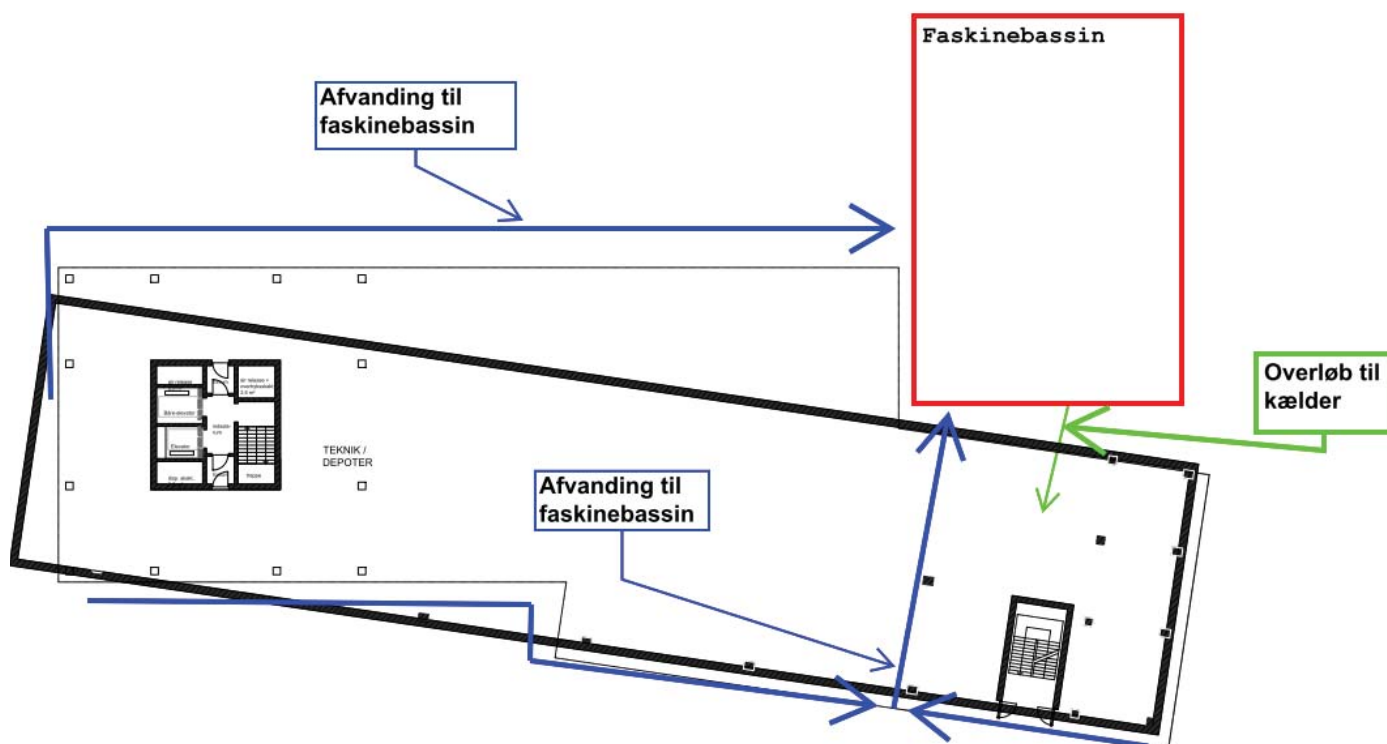 Faskinebassin
Afvanding til
faskinebassin
Overløb til
kælder
Elevator
TEKNIK /
DEPOTER
Afvanding til
faskinebassin